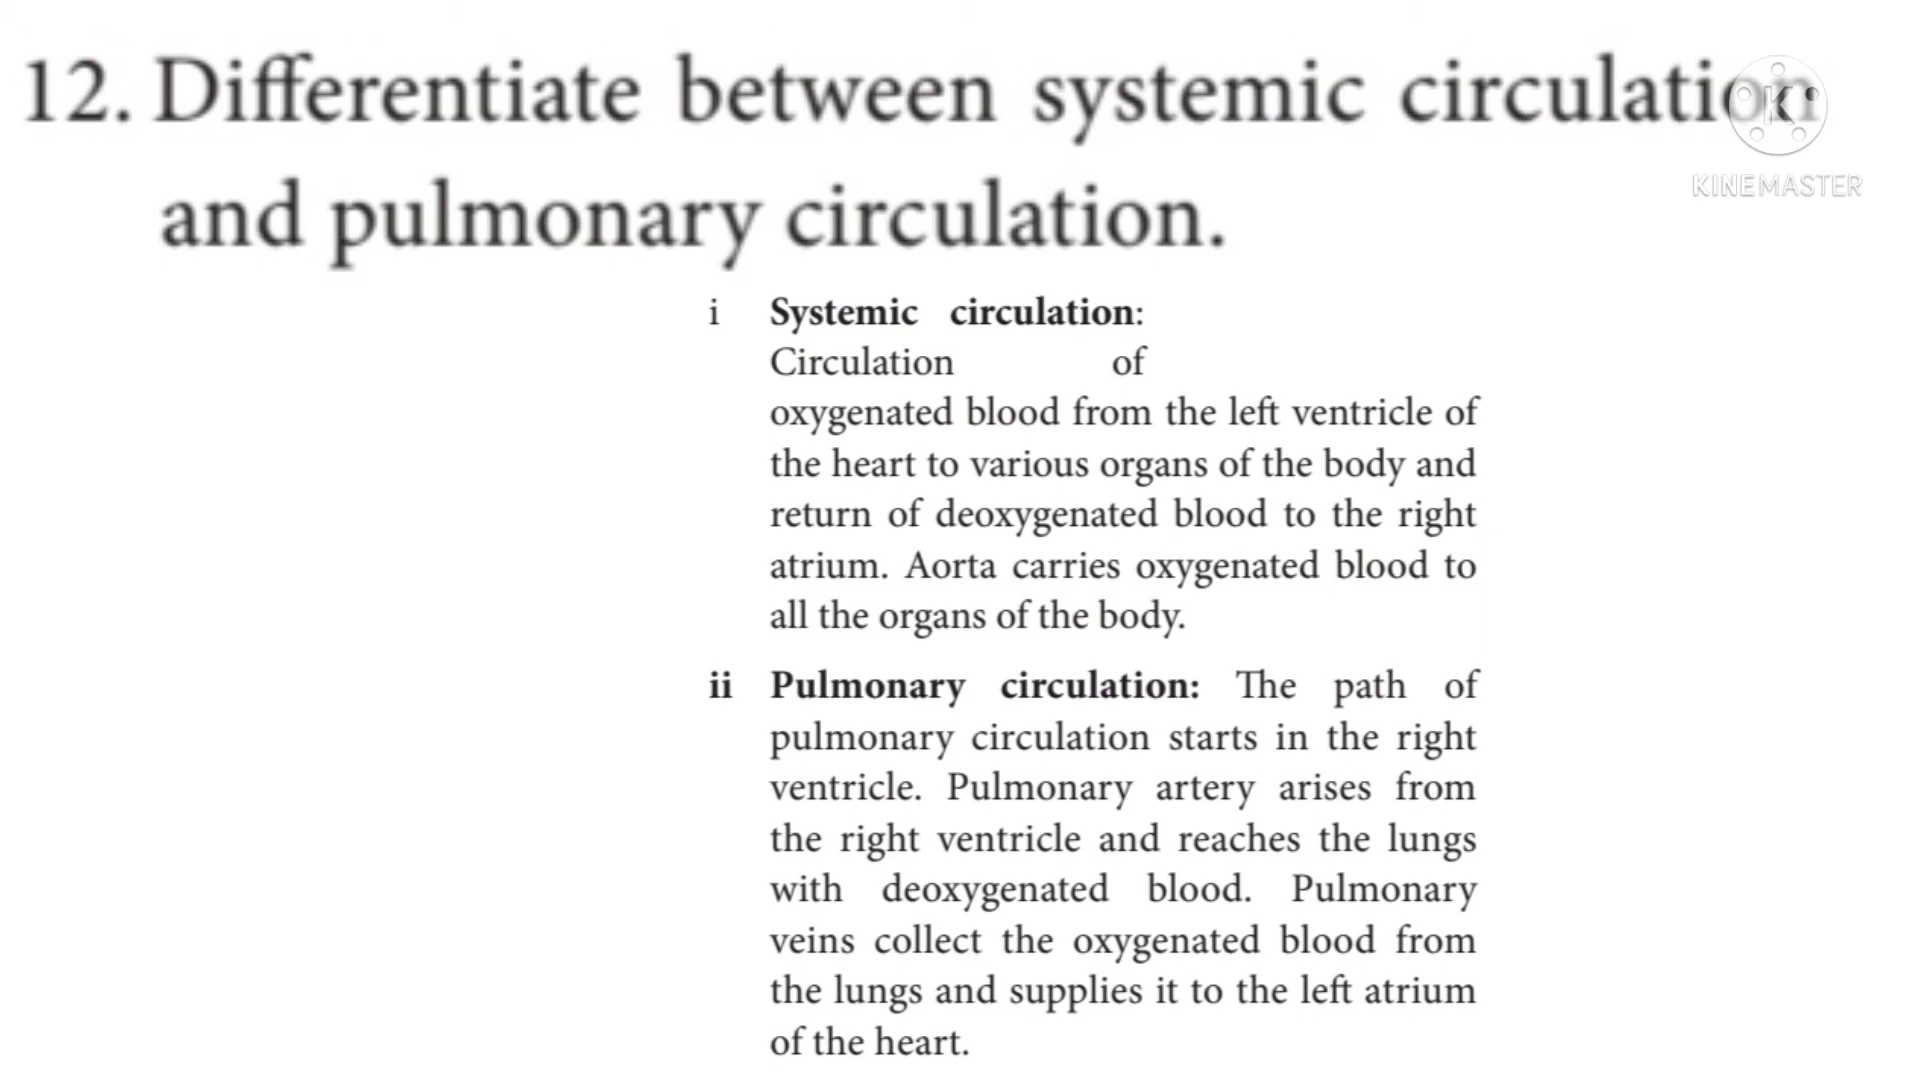 12. Differentiate between systemic circulation
and pulmonary circulation.
KINEMASTER
i Systemic circulation:
Circulation of
oxygenated blood from the left ventricle of
the heart to various organs of the body and
return of deoxygenated blood to the right
atrium. Aorta carries oxygenated blood to
all the organs of the body.
ii Pulmonary circulation: The path of
pulmonary circulation starts in the right
ventricle. Pulmonary artery arises from
the right ventricle and reaches the lungs
with deoxygenated blood. Pulmonary
veins collect the oxygenated blood from
the lungs and supplies it to the left atrium
of the heart.